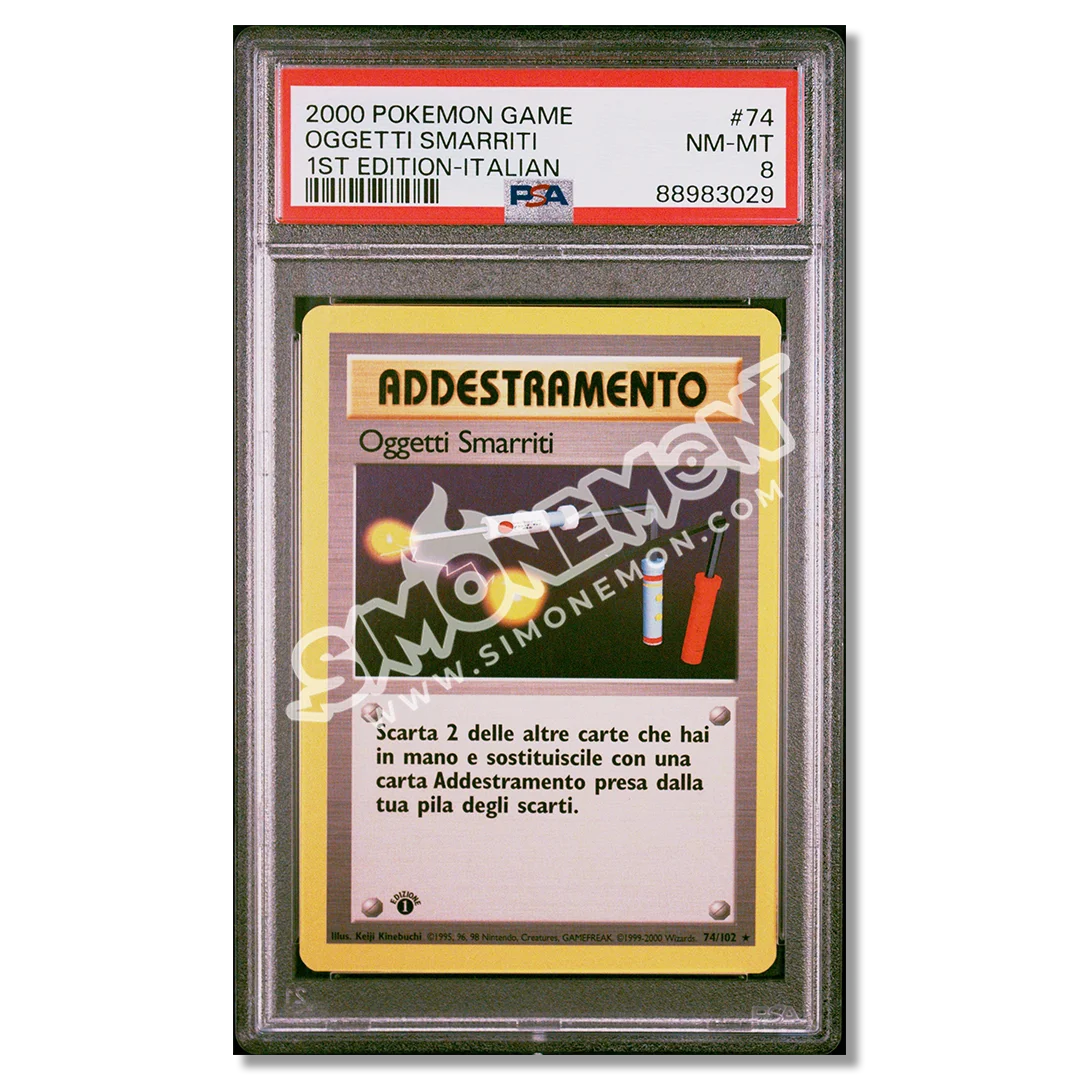 2000 POKEMON GAME #74
OGGETTI SMARRITI NM-MT
1ST EDITION-ITALIAN 8
PSA 88983029
ADDESTRAMENTO
Oggetti Smarriti
SIMONEMON
WWW.SIMONEMON.COM
Scarta 2 delle altre carte che hai
in mano e sostituiscile con una
carta Addestramento presa dalla
tua pila degli scarti.
EDIZIONE
1
Illus. Keiji Kinebuchi ©1995, 96, 98 Nintendo, Creatures, GAMEFREAK. ©1999-2000 Wizards. 74/102 ★
PSA